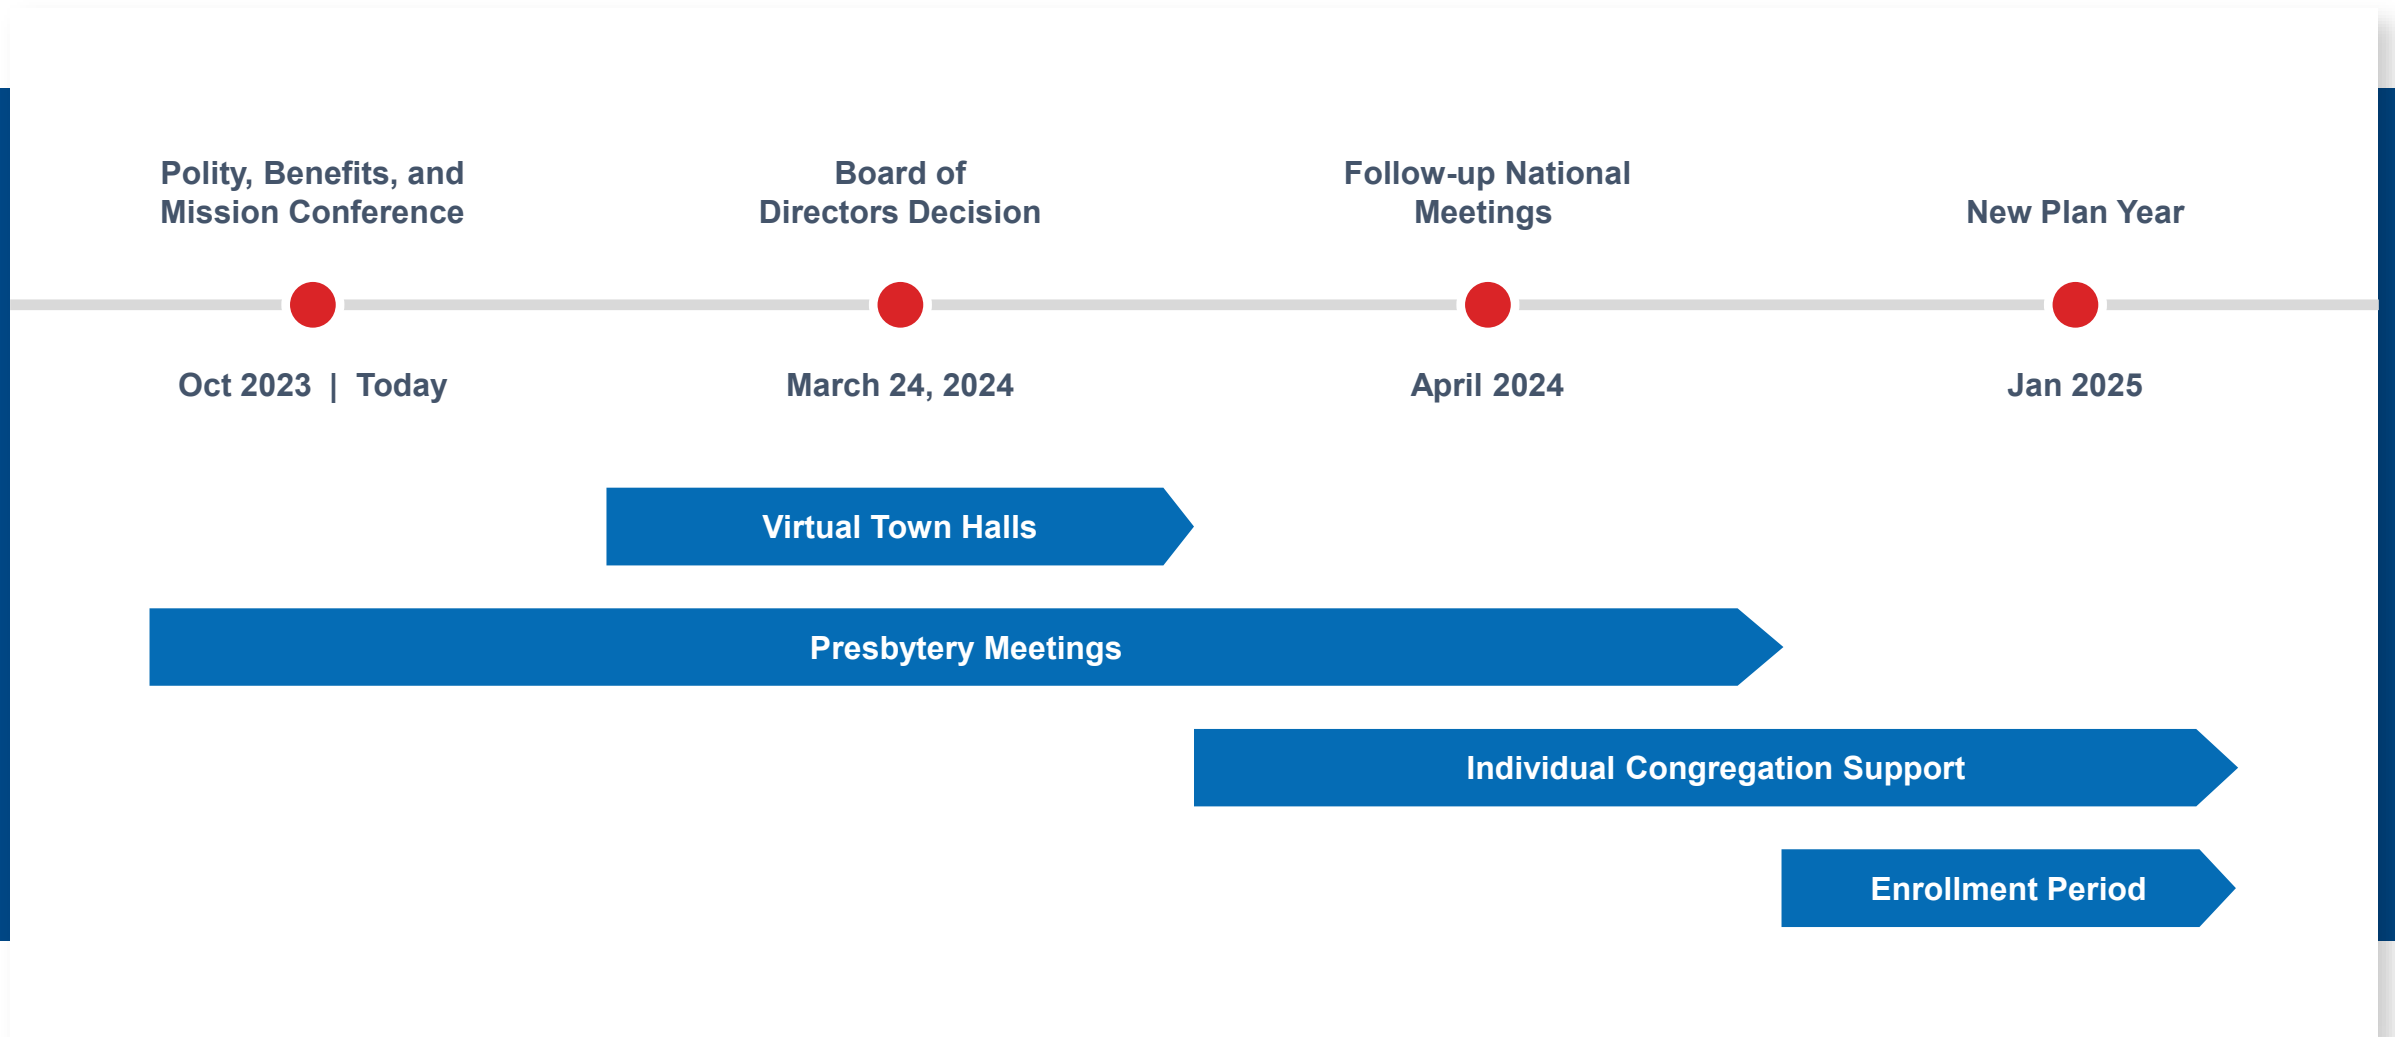 Polity, Benefits, and
Mission Conference
Board of
Directors Decision
Follow-up National
Meetings
New Plan Year
Oct 2023 | Today
March 24, 2024
April 2024
Jan 2025
Virtual Town Halls
Presbytery Meetings
Individual Congregation Support
Enrollment Period